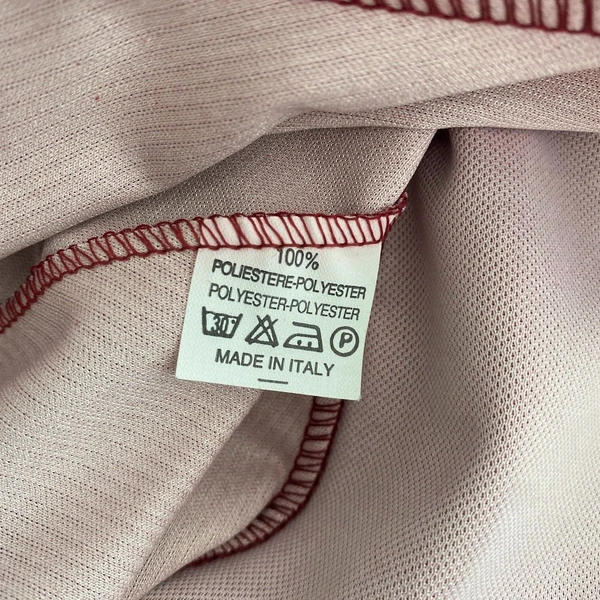 100%
POLIESTERE-POLYESTER
POLYESTER-POLYESTER
30° P
MADE IN ITALY